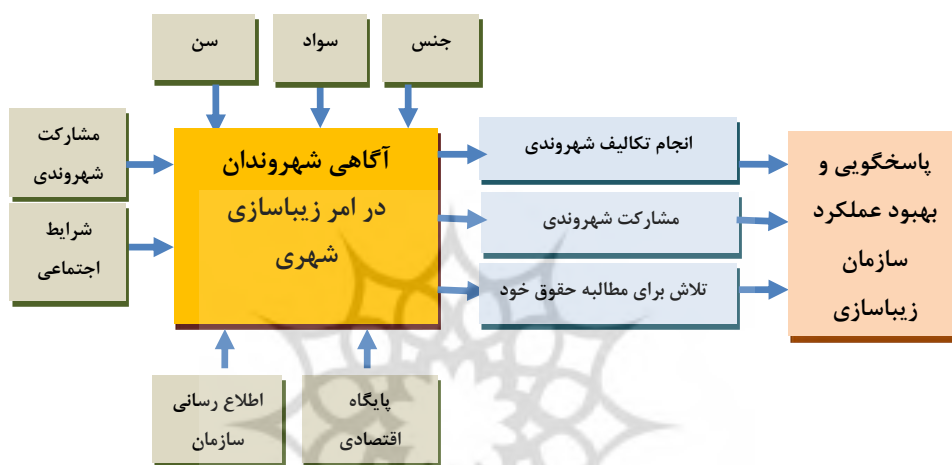 جنس
سواد
سن
مشارکت
شهروندی
شرایط
اجتماعی
آگاهی شهروندان
در امر زیباسازی
شهری
انجام تکالیف شهروندی
مشارکت شهروندی
تلاش برای مطالبه حقوق خود
پاسخگویی و
بهبود عملکرد
سازمان
زیباسازی
پایگاه
اقتصادی
اطلاع رسانی
سازمان